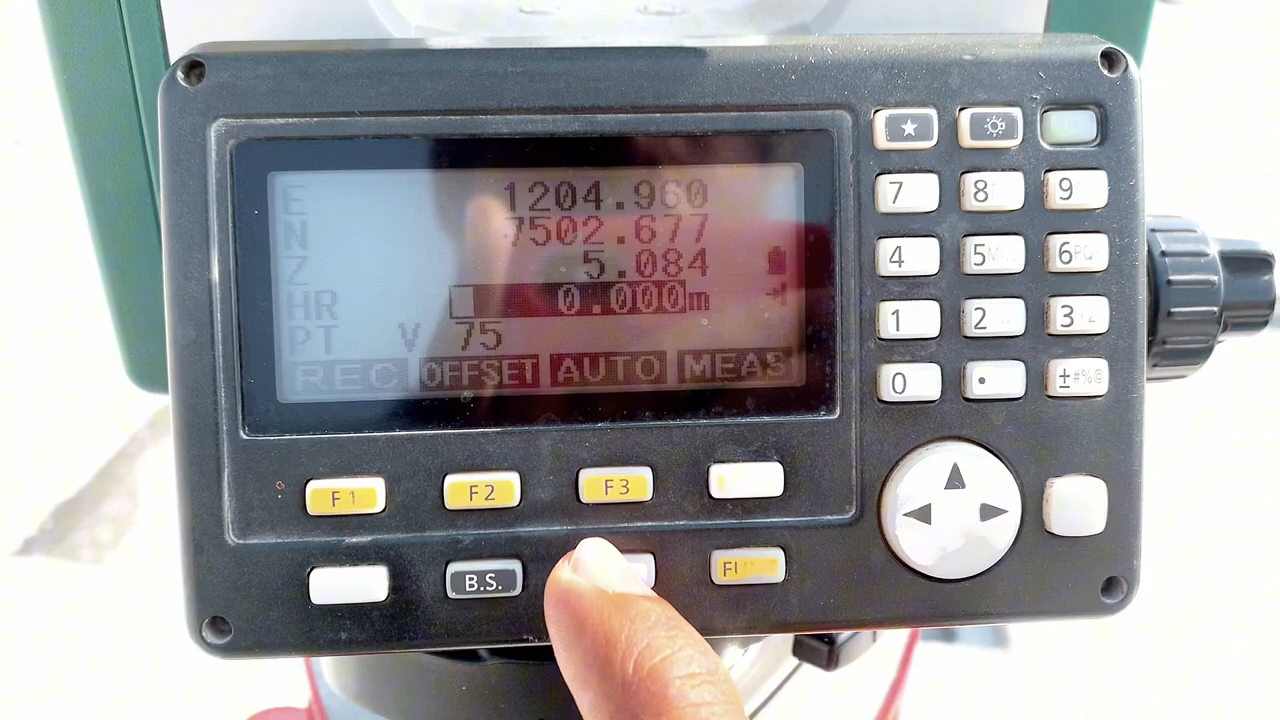 E 1204.960
N 7502.677
Z 5.084
HR 0.000m
PT V 75
REC OFFSET AUTO MEAS
7 8 9
4 5 6
1 2 3
0 . ±#%@
F1 F2 F3
B.S.